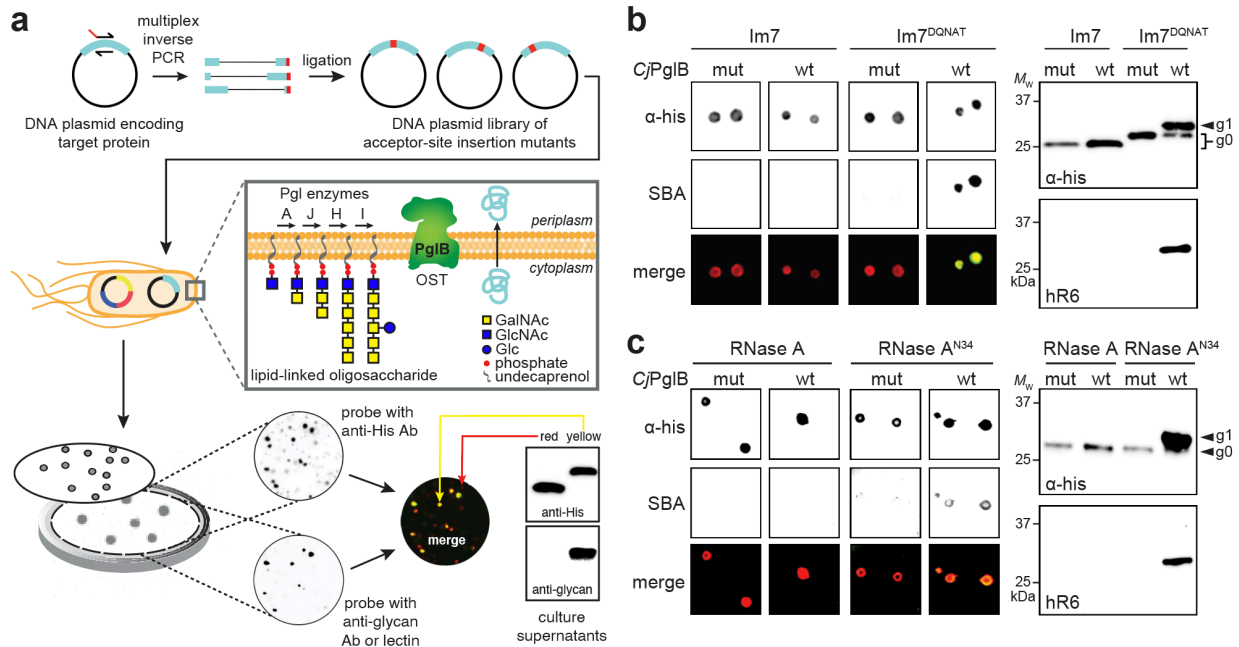 a
multiplex
inverse
PCR
ligation
DNA plasmid encoding
target protein
DNA plasmid library of
acceptor-site insertion mutants
Pgl enzymes
A J H I
periplasm
PglB
cytoplasm
OST
GalNAc
GlcNAc
Glc
phosphate
undecaprenol
lipid-linked oligosaccharide
probe with
anti-His Ab
red yellow
anti-His
merge
anti-glycan
probe with
anti-glycan
Ab or lectin
culture
supernatants
b
Im7 Im7DQNAT
CjPglB mut wt mut wt
α-his
SBA
merge
Im7 Im7DQNAT
Mw mut wt mut wt
37
g1
g0
25
α-his
37
25
kDa
hR6
c
RNase A RNase AN34
CjPglB mut wt mut wt
α-his
SBA
merge
RNase A RNase AN34
Mw mut wt mut wt
37
g1
g0
25
α-his
37
25
kDa
hR6